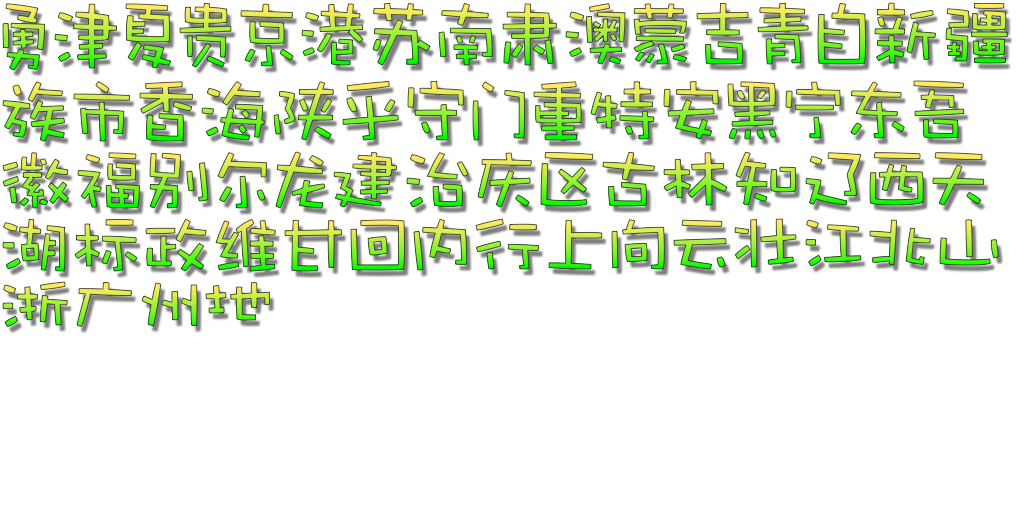 勇津夏贵京港苏南肃澳蒙吉青自新疆
族市香海陕乎守门重特安黑宁东吾
徽福别尔龙建治庆区古林知辽西天
湖标政维甘回内行上向云壮江北山
浙广州地